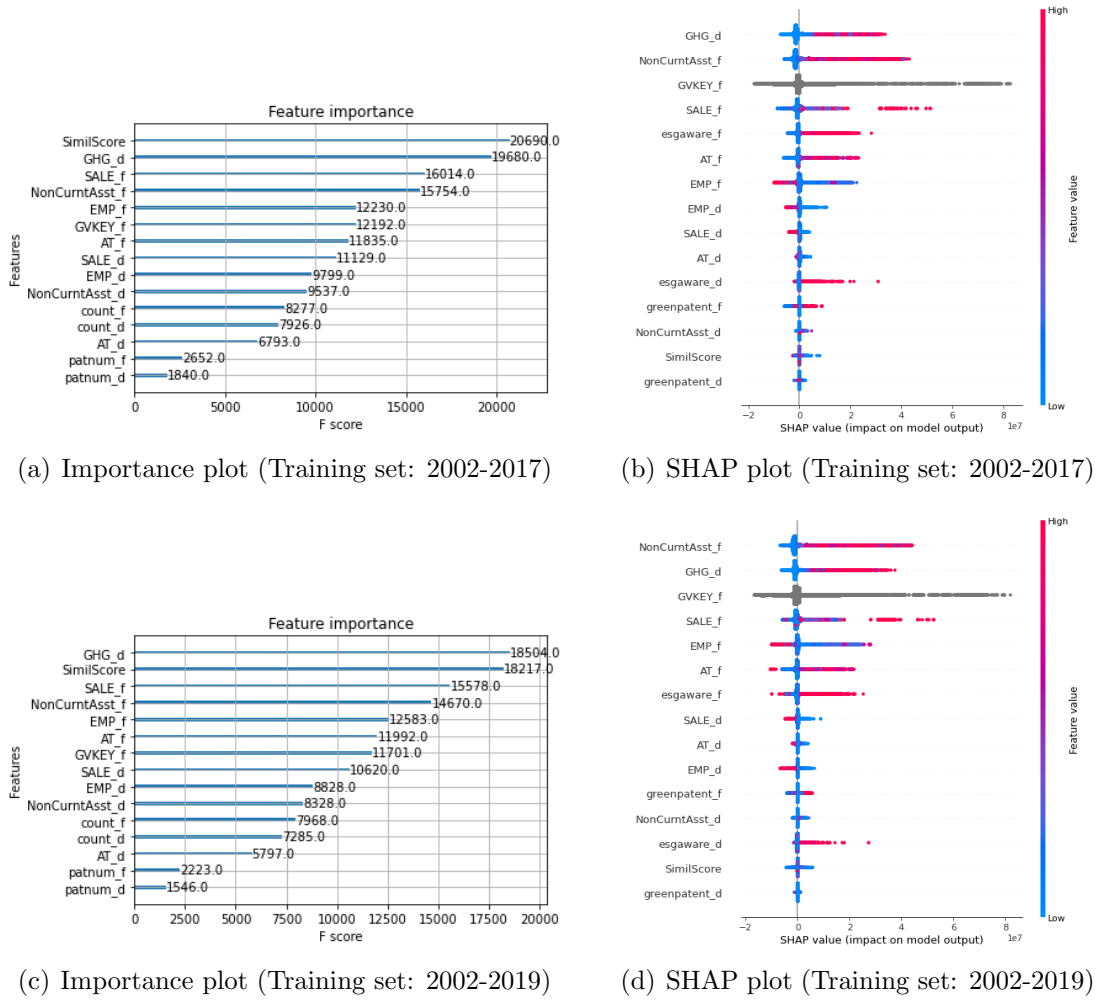 Feature importance
Features
SimilScore 20690.0
GHG_d 19680.0
SALE_f 16014.0
NonCurntAsst_f 15754.0
EMP_f 12230.0
GVKEY_f 12192.0
AT_f 11835.0
SALE_d 11129.0
EMP_d 9799.0
NonCurntAsst_d 9537.0
count_f 8277.0
count_d 7926.0
AT_d 6793.0
patnum_f 2652.0
patnum_d 1840.0
0 5000 10000 15000 20000
F score
High
GHG_d
NonCurntAsst_f
GVKEY_f
SALE_f
esgaware_f
AT_f
EMP_f
EMP_d
SALE_d
AT_d
esgaware_d
greenpatent_f
NonCurntAsst_d
SimilScore
greenpatent_d
Feature value
Low
−2 0 2 4 6 8
1e7
SHAP value (impact on model output)
(a) Importance plot (Training set: 2002-2017)
(b) SHAP plot (Training set: 2002-2017)
Feature importance
Features
GHG_d 18504.0
SimilScore 18217.0
SALE_f 15578.0
NonCurntAsst_f 14670.0
EMP_f 12583.0
AT_f 11992.0
GVKEY_f 11701.0
SALE_d 10620.0
EMP_d 8828.0
NonCurntAsst_d 8328.0
count_f 7968.0
count_d 7285.0
AT_d 5797.0
patnum_f 2223.0
patnum_d 1546.0
0 2500 5000 7500 10000 12500 15000 17500 20000
F score
High
NonCurntAsst_f
GHG_d
GVKEY_f
SALE_f
EMP_f
AT_f
esgaware_f
SALE_d
AT_d
EMP_d
greenpatent_f
NonCurntAsst_d
esgaware_d
SimilScore
greenpatent_d
Feature value
Low
−2 0 2 4 6 8
1e7
SHAP value (impact on model output)
(c) Importance plot (Training set: 2002-2019)
(d) SHAP plot (Training set: 2002-2019)